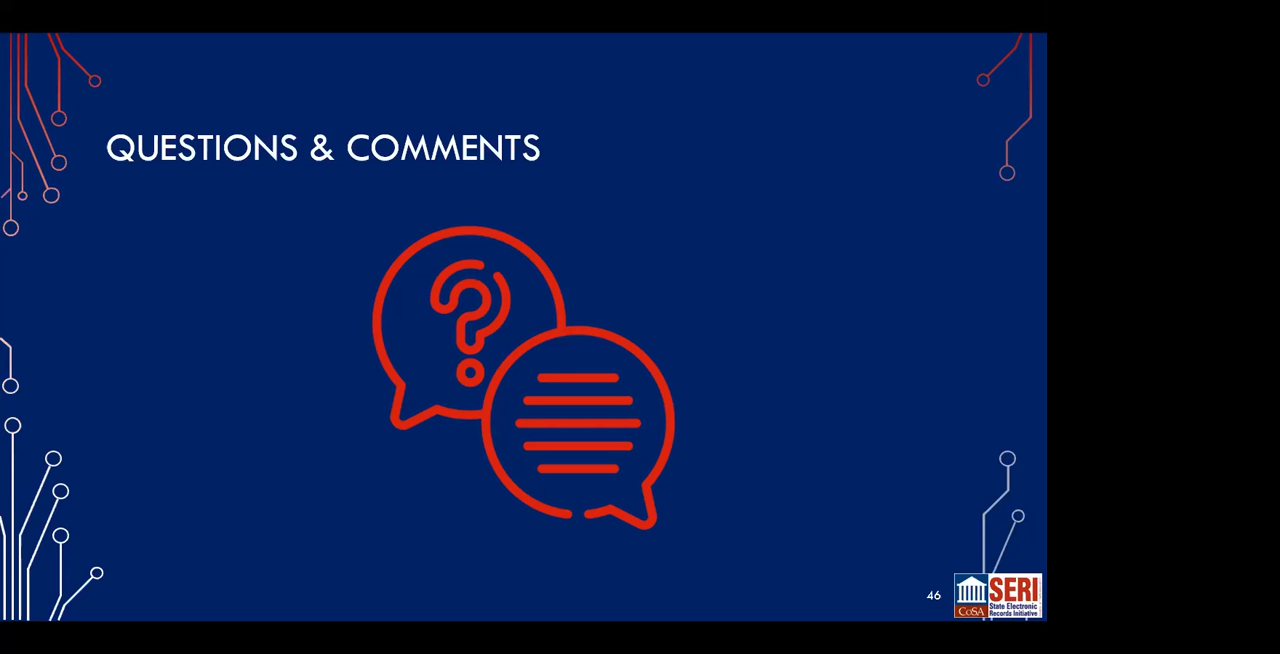 QUESTIONS & COMMENTS
46
SERI
State Electronic
Records Initiative
CoSA